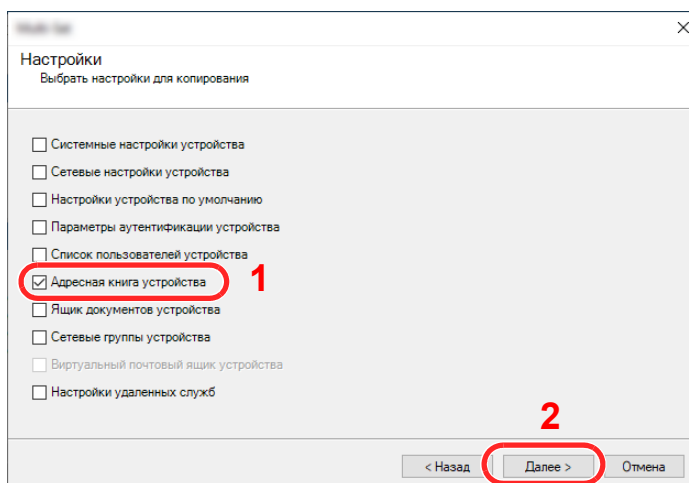 Настройки
Выбрать настройки для копирования
Системные настройки устройства
Сетевые настройки устройства
Настройки устройства по умолчанию
Параметры аутентификации устройства
Список пользователей устройства
Адресная книга устройства
1
Ящик документов устройства
Сетевые группы устройства
Виртуальный почтовый ящик устройства
Настройки удаленных служб
2
< Назад
Далее >
Отмена